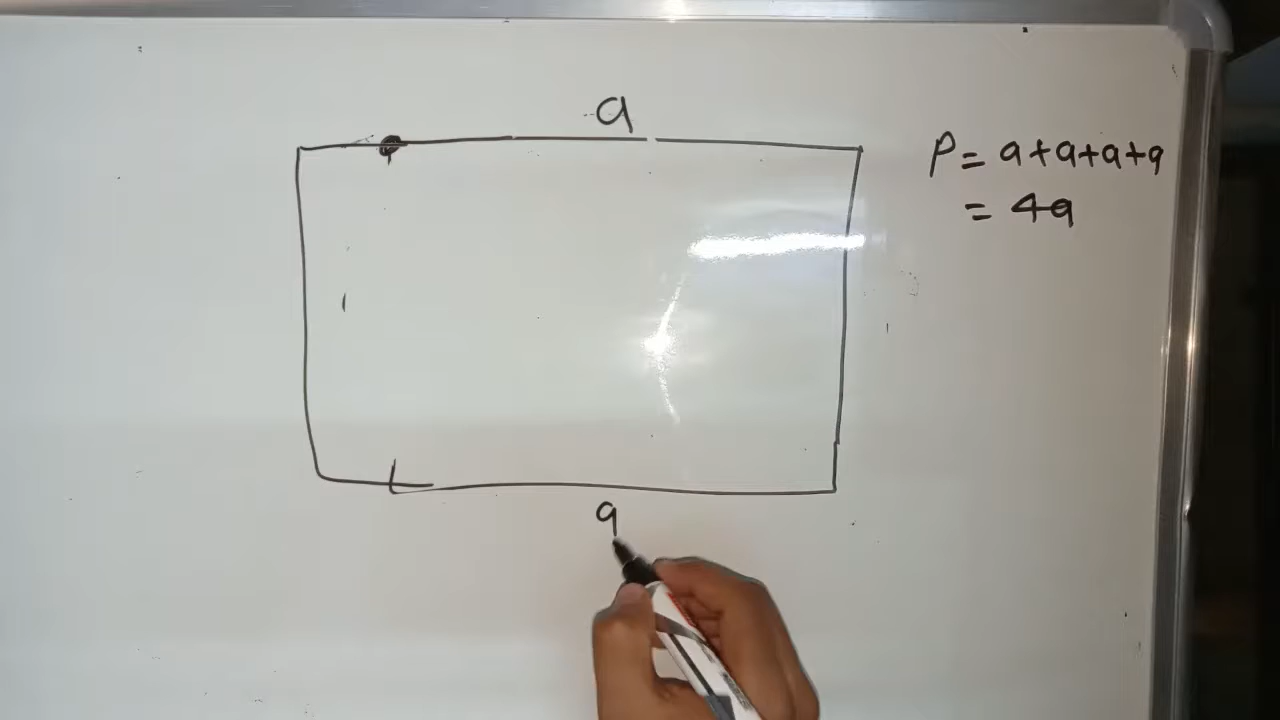 a
P = a+a+a+a
= 4a
a